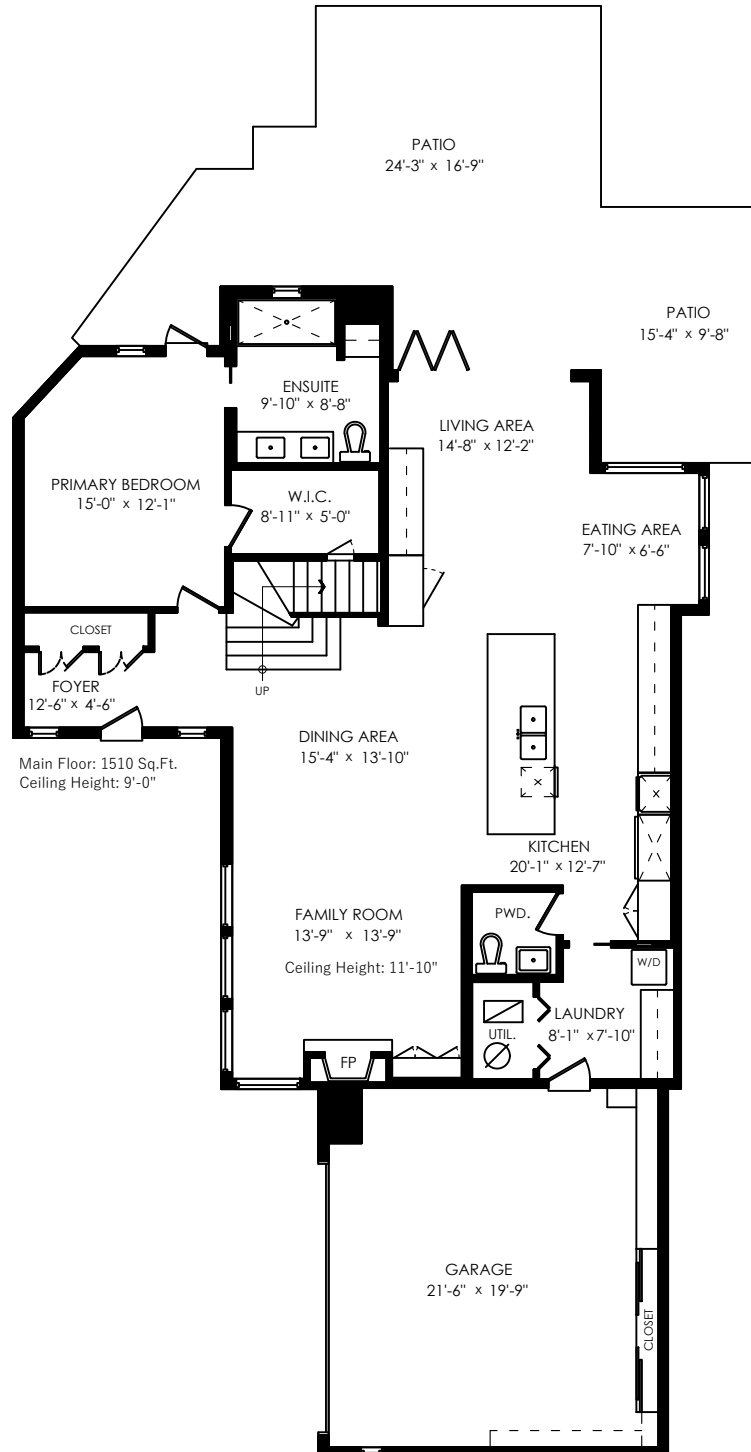 PATIO
24'-3" x 16'-9"
PATIO
15'-4" x 9'-8"
ENSUITE
9'-10" x 8'-8"
LIVING AREA
14'-8" x 12'-2"
PRIMARY BEDROOM
15'-0" x 12'-1"
W.I.C.
8'-11" x 5'-0"
EATING AREA
7'-10" x 6'-6"
CLOSET
FOYER
12'-6" x 4'-6"
UP
DINING AREA
15'-4" x 13'-10"
Main Floor: 1510 Sq.Ft.
Ceiling Height: 9'-0"
KITCHEN
20'-1" x 12'-7"
FAMILY ROOM
13'-9" x 13'-9"
Ceiling Height: 11'-10"
PWD.
W/D
LAUNDRY
8'-1" x 7'-10"
UTIL.
FP
GARAGE
21'-6" x 19'-9"
CLOSET